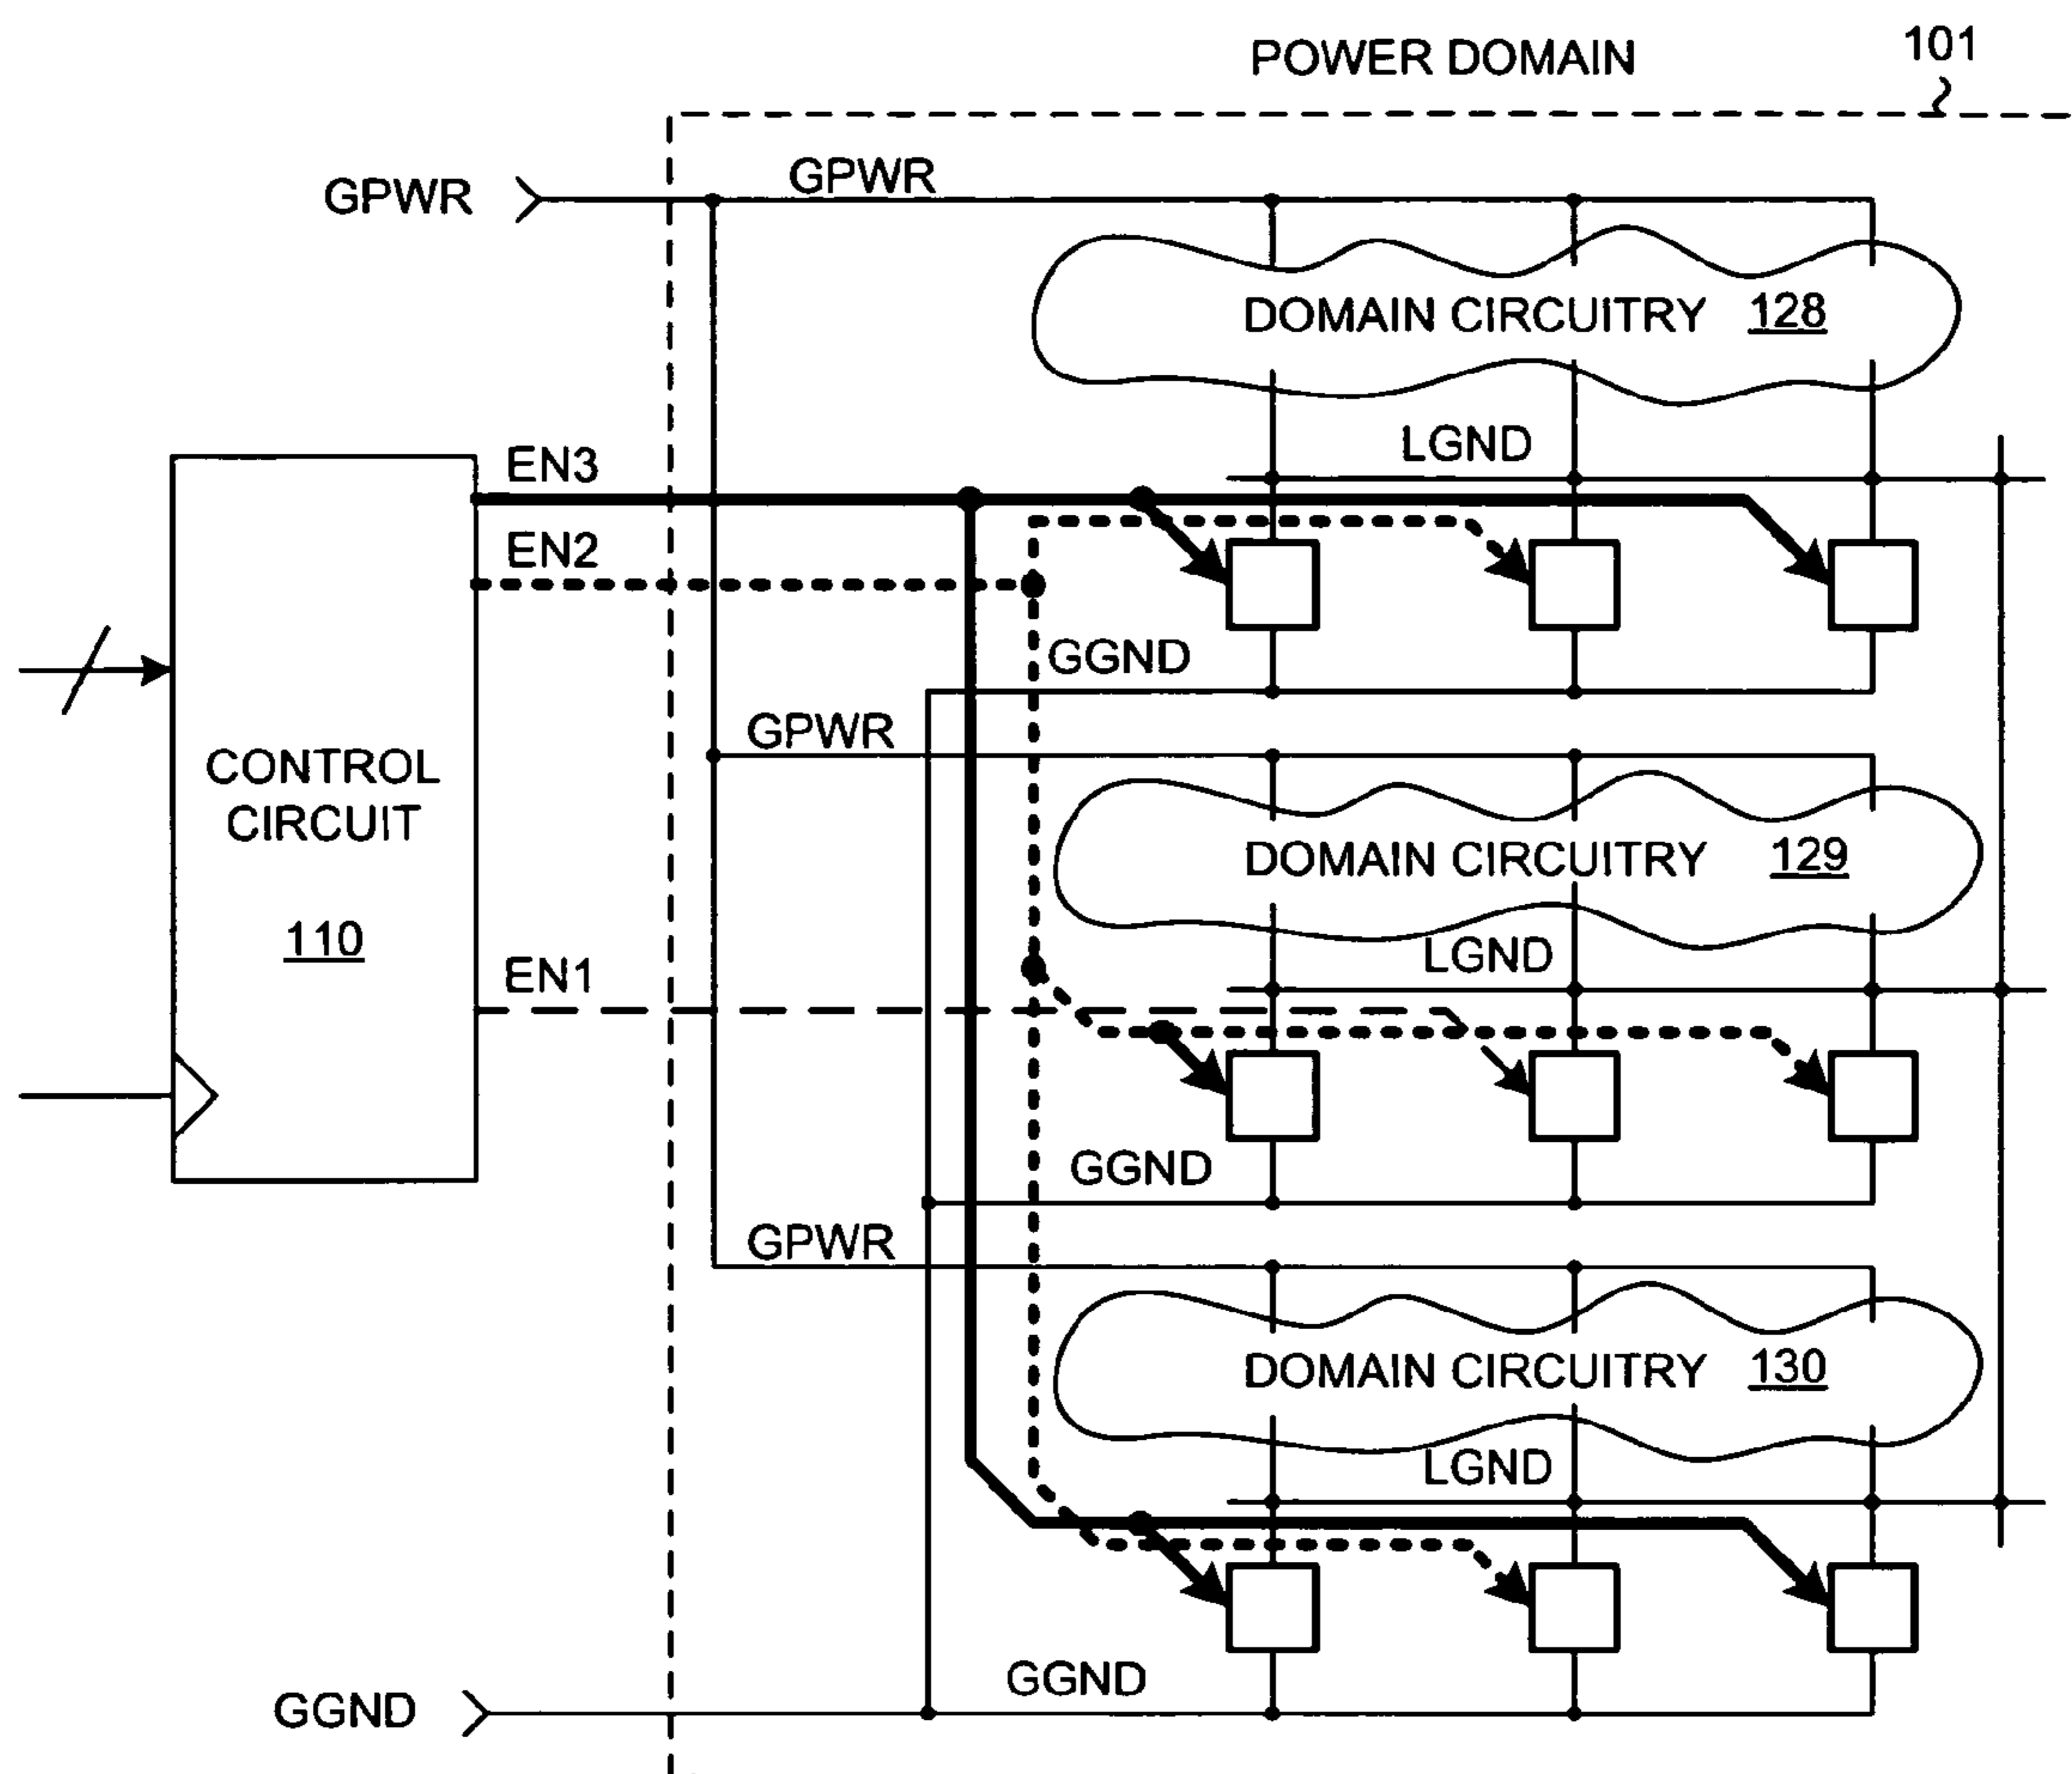 POWER DOMAIN
101
GPWR
GPWR
DOMAIN CIRCUITRY 128
LGND
EN3
EN2
GGND
GPWR
CONTROL
CIRCUIT
110
DOMAIN CIRCUITRY 129
LGND
EN1
GGND
GPWR
DOMAIN CIRCUITRY 130
LGND
GGND
GGND